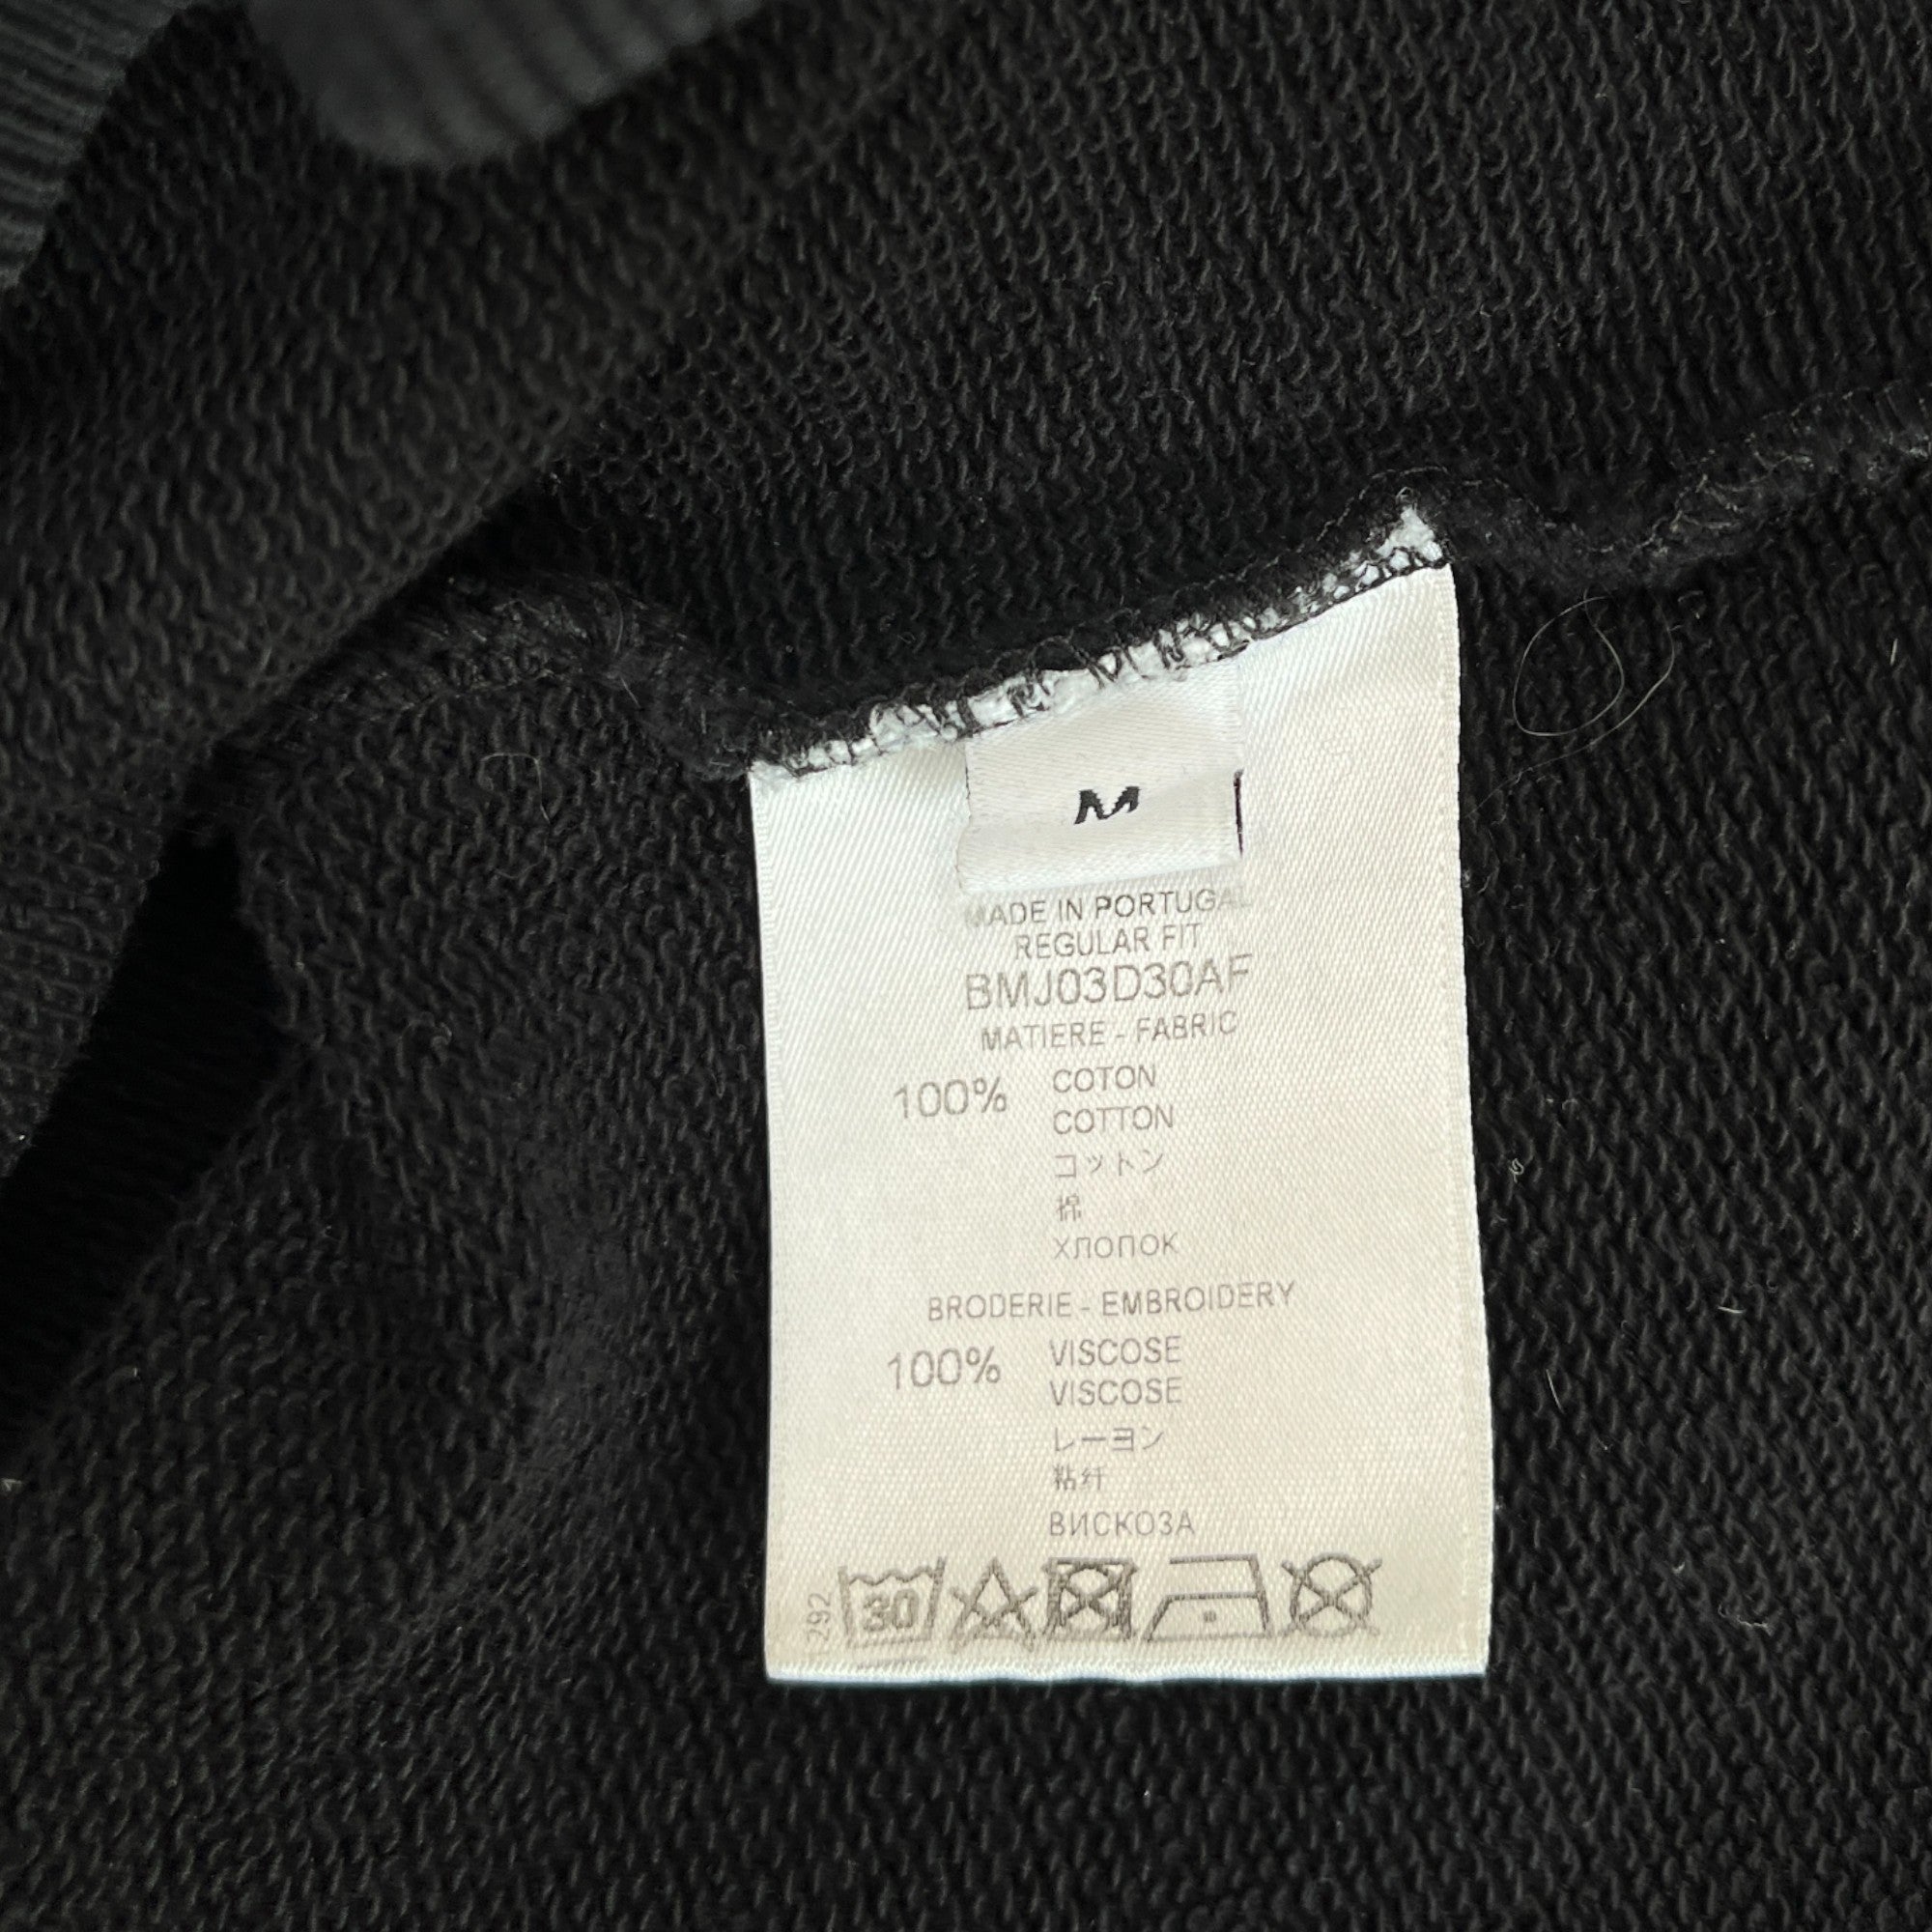 M
MADE IN PORTUGAL
REGULAR FIT
BMJ03D30AF
MATIERE - FABRIC
100% COTON
COTTON
コットン
棉
ХЛОПОК
BRODERIE - EMBROIDERY
100% VISCOSE
VISCOSE
レーヨン
粘纤
ВИСКОЗА
292
30